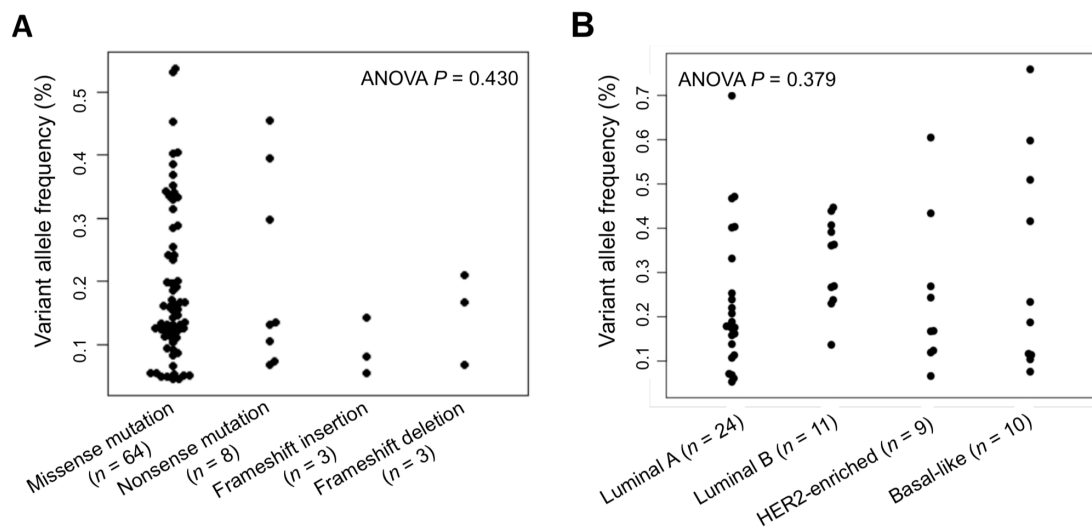 A
ANOVA P = 0.430
Variant allele frequency (%)
0.5
0.4
0.3
0.2
0.1
Missense mutation
(n = 64)
Nonsense mutation
(n = 8)
Frameshift insertion
(n = 3)
Frameshift deletion
(n = 3)
B
ANOVA P = 0.379
Variant allele frequency (%)
0.7
0.6
0.5
0.4
0.3
0.2
0.1
Luminal A (n = 24)
Luminal B (n = 11)
HER2-enriched (n = 9)
Basal-like (n = 10)